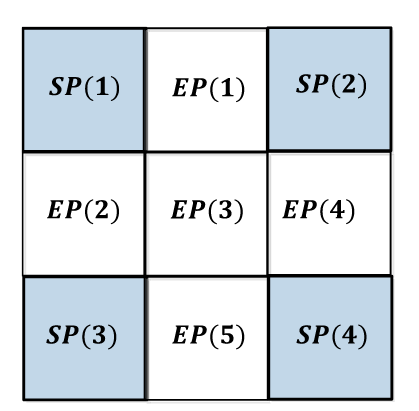 SP(1) EP(1) SP(2)
EP(2) EP(3) EP(4)
SP(3) EP(5) SP(4)